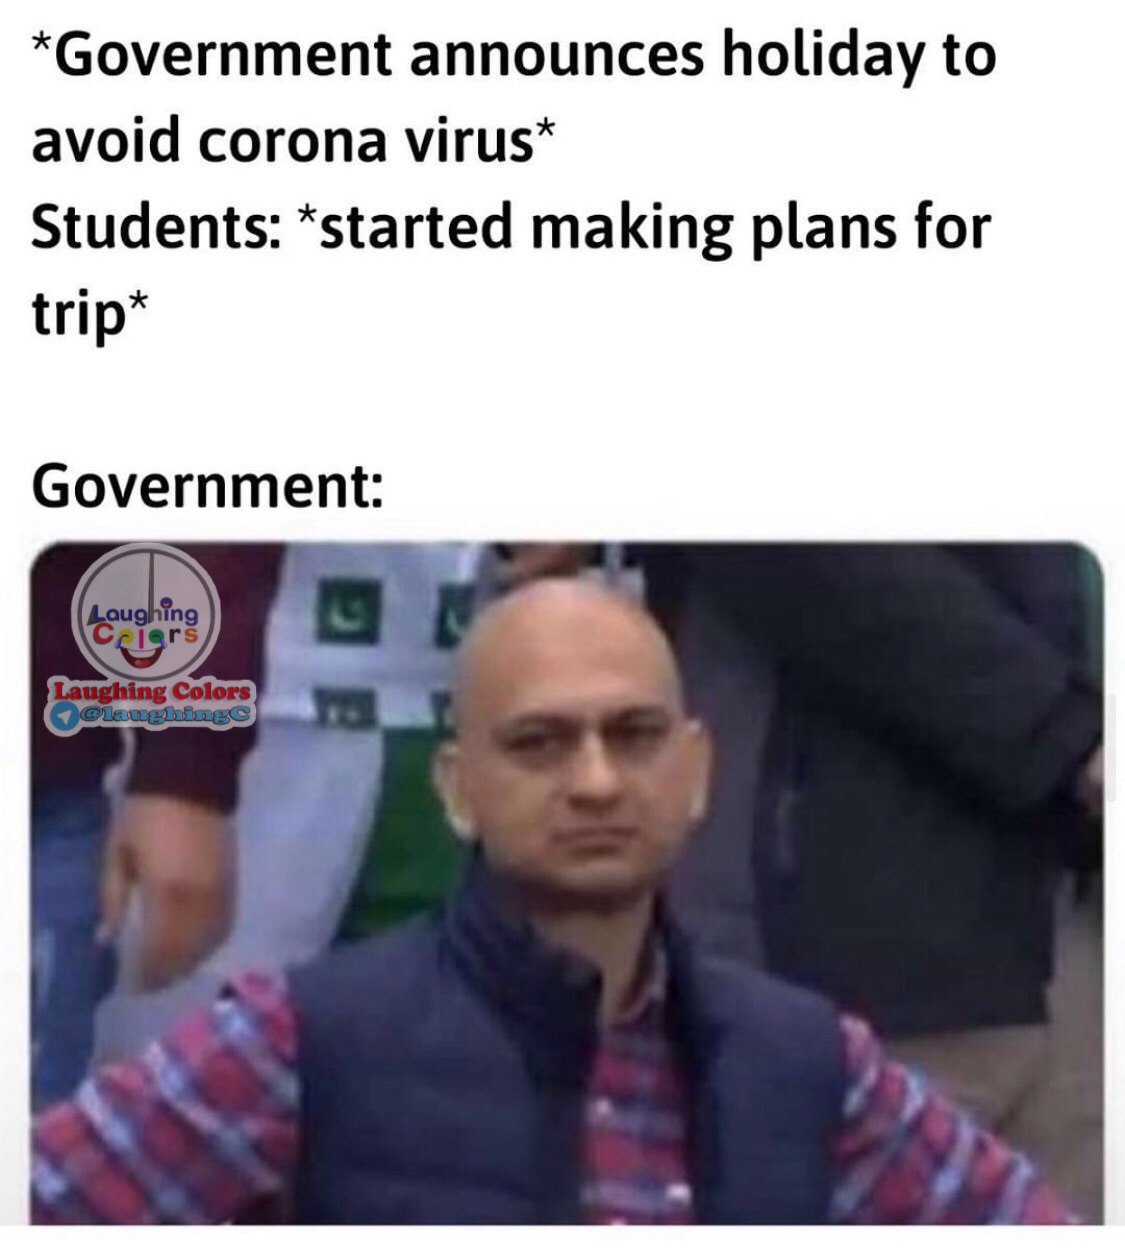 *Government announces holiday to
avoid corona virus*
Students: *started making plans for
trip*
Government:
Laughing
Colors
Laughing Colors
@laughingC